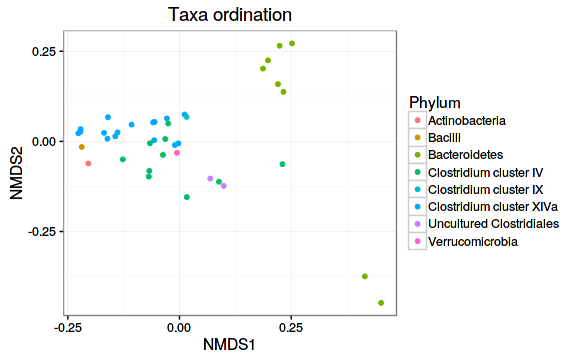 Taxa ordination
0.25
0.00
-0.25
NMDS2
-0.25
0.00
0.25
NMDS1
Phylum
Actinobacteria
Bacilli
Bacteroidetes
Clostridium cluster IV
Clostridium cluster IX
Clostridium cluster XIVa
Uncultured Clostridiales
Verrucomicrobia